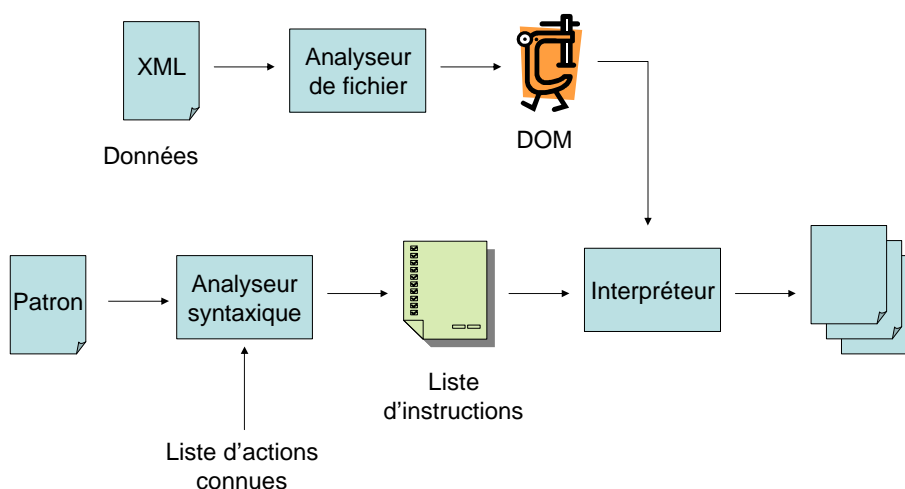 XML
Analyseur
de fichier
DOM
Données
Patron
Analyseur
syntaxique
Interpréteur
Liste
d’instructions
Liste d’actions
connues